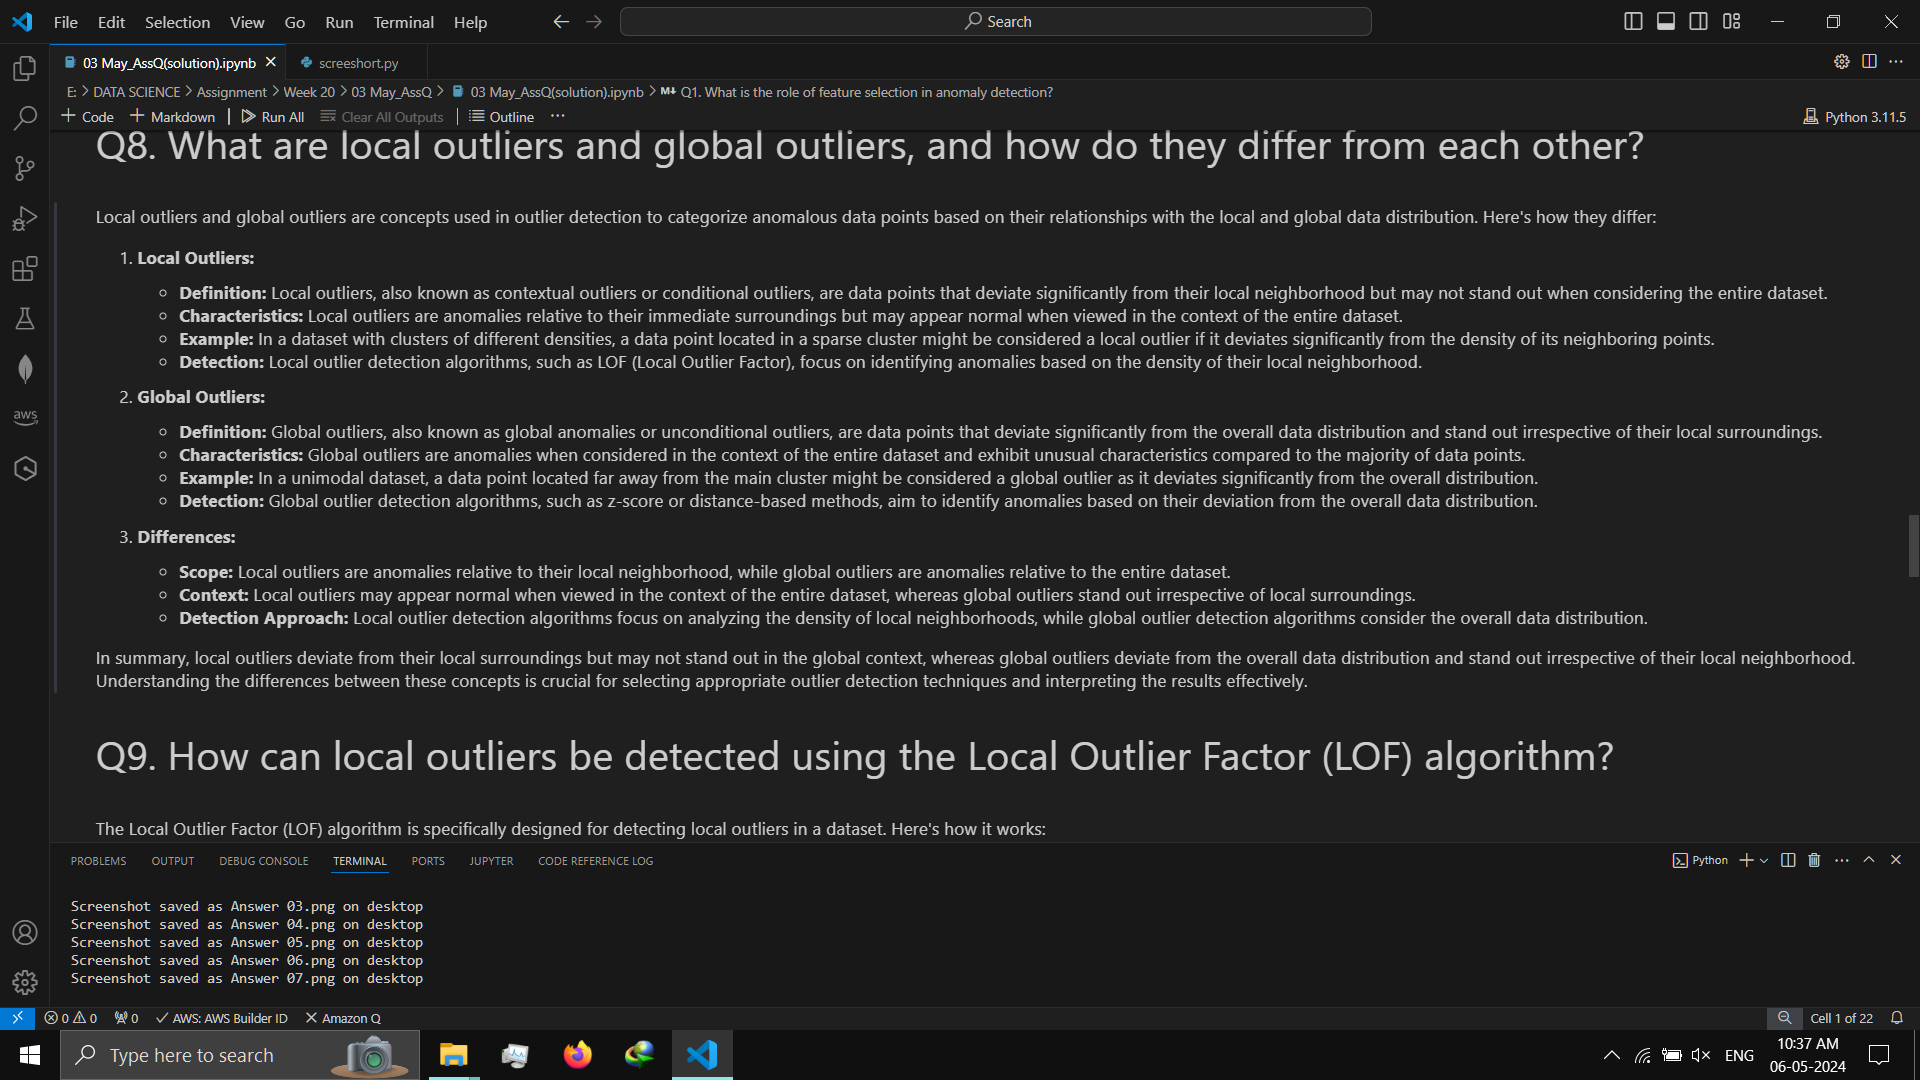 File Edit Selection View Go Run Terminal Help
Search
03 May_AssQ(solution).ipynb
screeshort.py
E: > DATA SCIENCE > Assignment > Week 20 > 03 May_AssQ > 03 May_AssQ(solution).ipynb > M↓ Q1. What is the role of feature selection in anomaly detection?
+ Code + Markdown | Run All Clear All Outputs | Outline ···
Python 3.11.5
Q8. What are local outliers and global outliers, and how do they differ from each other?
Local outliers and global outliers are concepts used in outlier detection to categorize anomalous data points based on their relationships with the local and global data distribution. Here's how they differ:
1. Local Outliers:
Definition: Local outliers, also known as contextual outliers or conditional outliers, are data points that deviate significantly from their local neighborhood but may not stand out when considering the entire dataset.
Characteristics: Local outliers are anomalies relative to their immediate surroundings but may appear normal when viewed in the context of the entire dataset.
Example: In a dataset with clusters of different densities, a data point located in a sparse cluster might be considered a local outlier if it deviates significantly from the density of its neighboring points.
Detection: Local outlier detection algorithms, such as LOF (Local Outlier Factor), focus on identifying anomalies based on the density of their local neighborhood.
2. Global Outliers:
Definition: Global outliers, also known as global anomalies or unconditional outliers, are data points that deviate significantly from the overall data distribution and stand out irrespective of their local surroundings.
Characteristics: Global outliers are anomalies when considered in the context of the entire dataset and exhibit unusual characteristics compared to the majority of data points.
Example: In a unimodal dataset, a data point located far away from the main cluster might be considered a global outlier as it deviates significantly from the overall distribution.
Detection: Global outlier detection algorithms, such as z-score or distance-based methods, aim to identify anomalies based on their deviation from the overall data distribution.
3. Differences:
Scope: Local outliers are anomalies relative to their local neighborhood, while global outliers are anomalies relative to the entire dataset.
Context: Local outliers may appear normal when viewed in the context of the entire dataset, whereas global outliers stand out irrespective of local surroundings.
Detection Approach: Local outlier detection algorithms focus on analyzing the density of local neighborhoods, while global outlier detection algorithms consider the overall data distribution.
In summary, local outliers deviate from their local surroundings but may not stand out in the global context, whereas global outliers deviate from the overall data distribution and stand out irrespective of their local neighborhood.
Understanding the differences between these concepts is crucial for selecting appropriate outlier detection techniques and interpreting the results effectively.
Q9. How can local outliers be detected using the Local Outlier Factor (LOF) algorithm?
The Local Outlier Factor (LOF) algorithm is specifically designed for detecting local outliers in a dataset. Here's how it works:
PROBLEMS OUTPUT DEBUG CONSOLE TERMINAL PORTS JUPYTER CODE REFERENCE LOG
Python
Screenshot saved as Answer 03.png on desktop
Screenshot saved as Answer 04.png on desktop
Screenshot saved as Answer 05.png on desktop
Screenshot saved as Answer 06.png on desktop
Screenshot saved as Answer 07.png on desktop
aws
0 0 0 AWS: AWS Builder ID Amazon Q
Cell 1 of 22
Type here to search
ENG
10:37 AM
06-05-2024